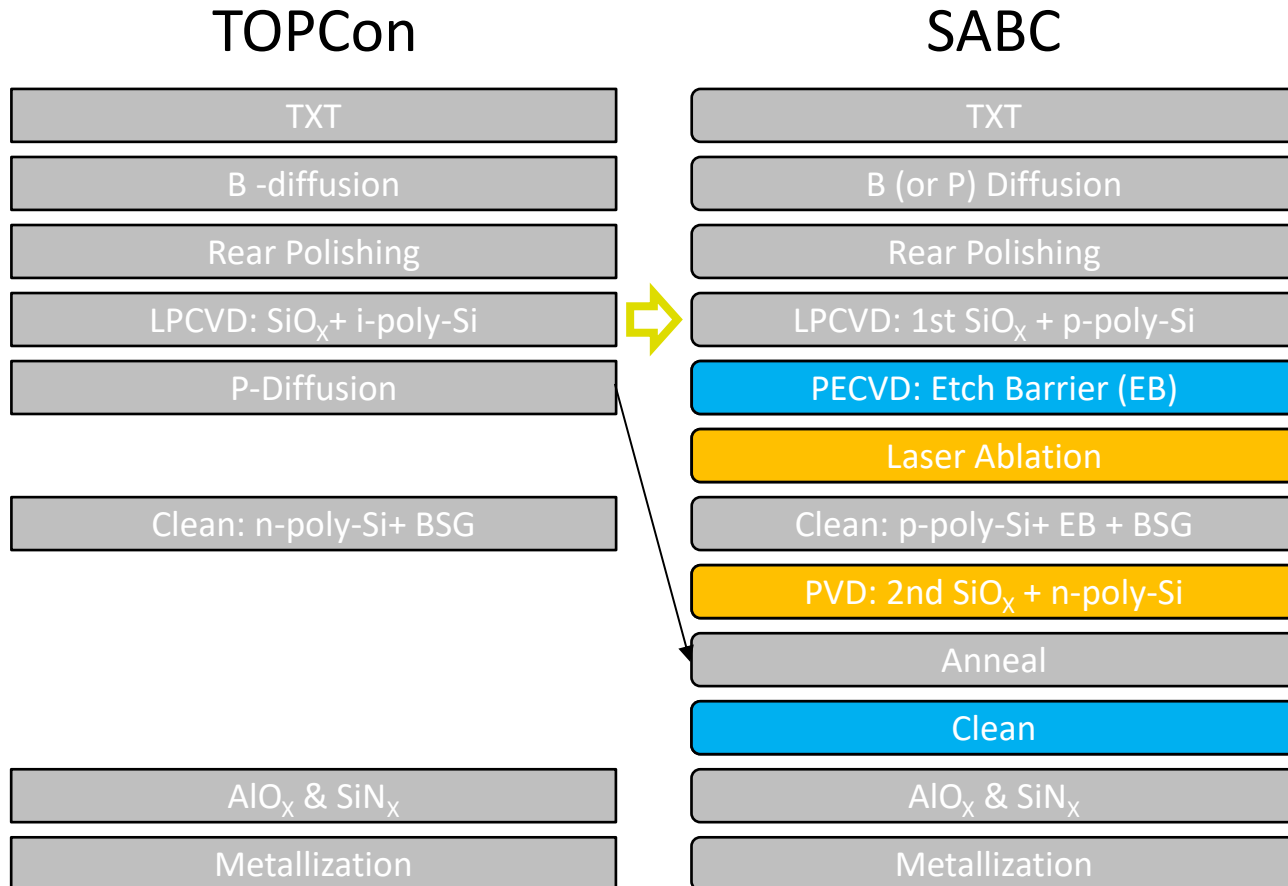 TOPCon
TXT
B -diffusion
Rear Polishing
LPCVD: SiOₓ+ i-poly-Si
P-Diffusion
Clean: n-poly-Si+ BSG
AlOₓ & SiNₓ
Metallization
SABC
TXT
B (or P) Diffusion
Rear Polishing
LPCVD: 1st SiOₓ + p-poly-Si
PECVD: Etch Barrier (EB)
Laser Ablation
Clean: p-poly-Si+ EB + BSG
PVD: 2nd SiOₓ + n-poly-Si
Anneal
Clean
AlOₓ & SiNₓ
Metallization